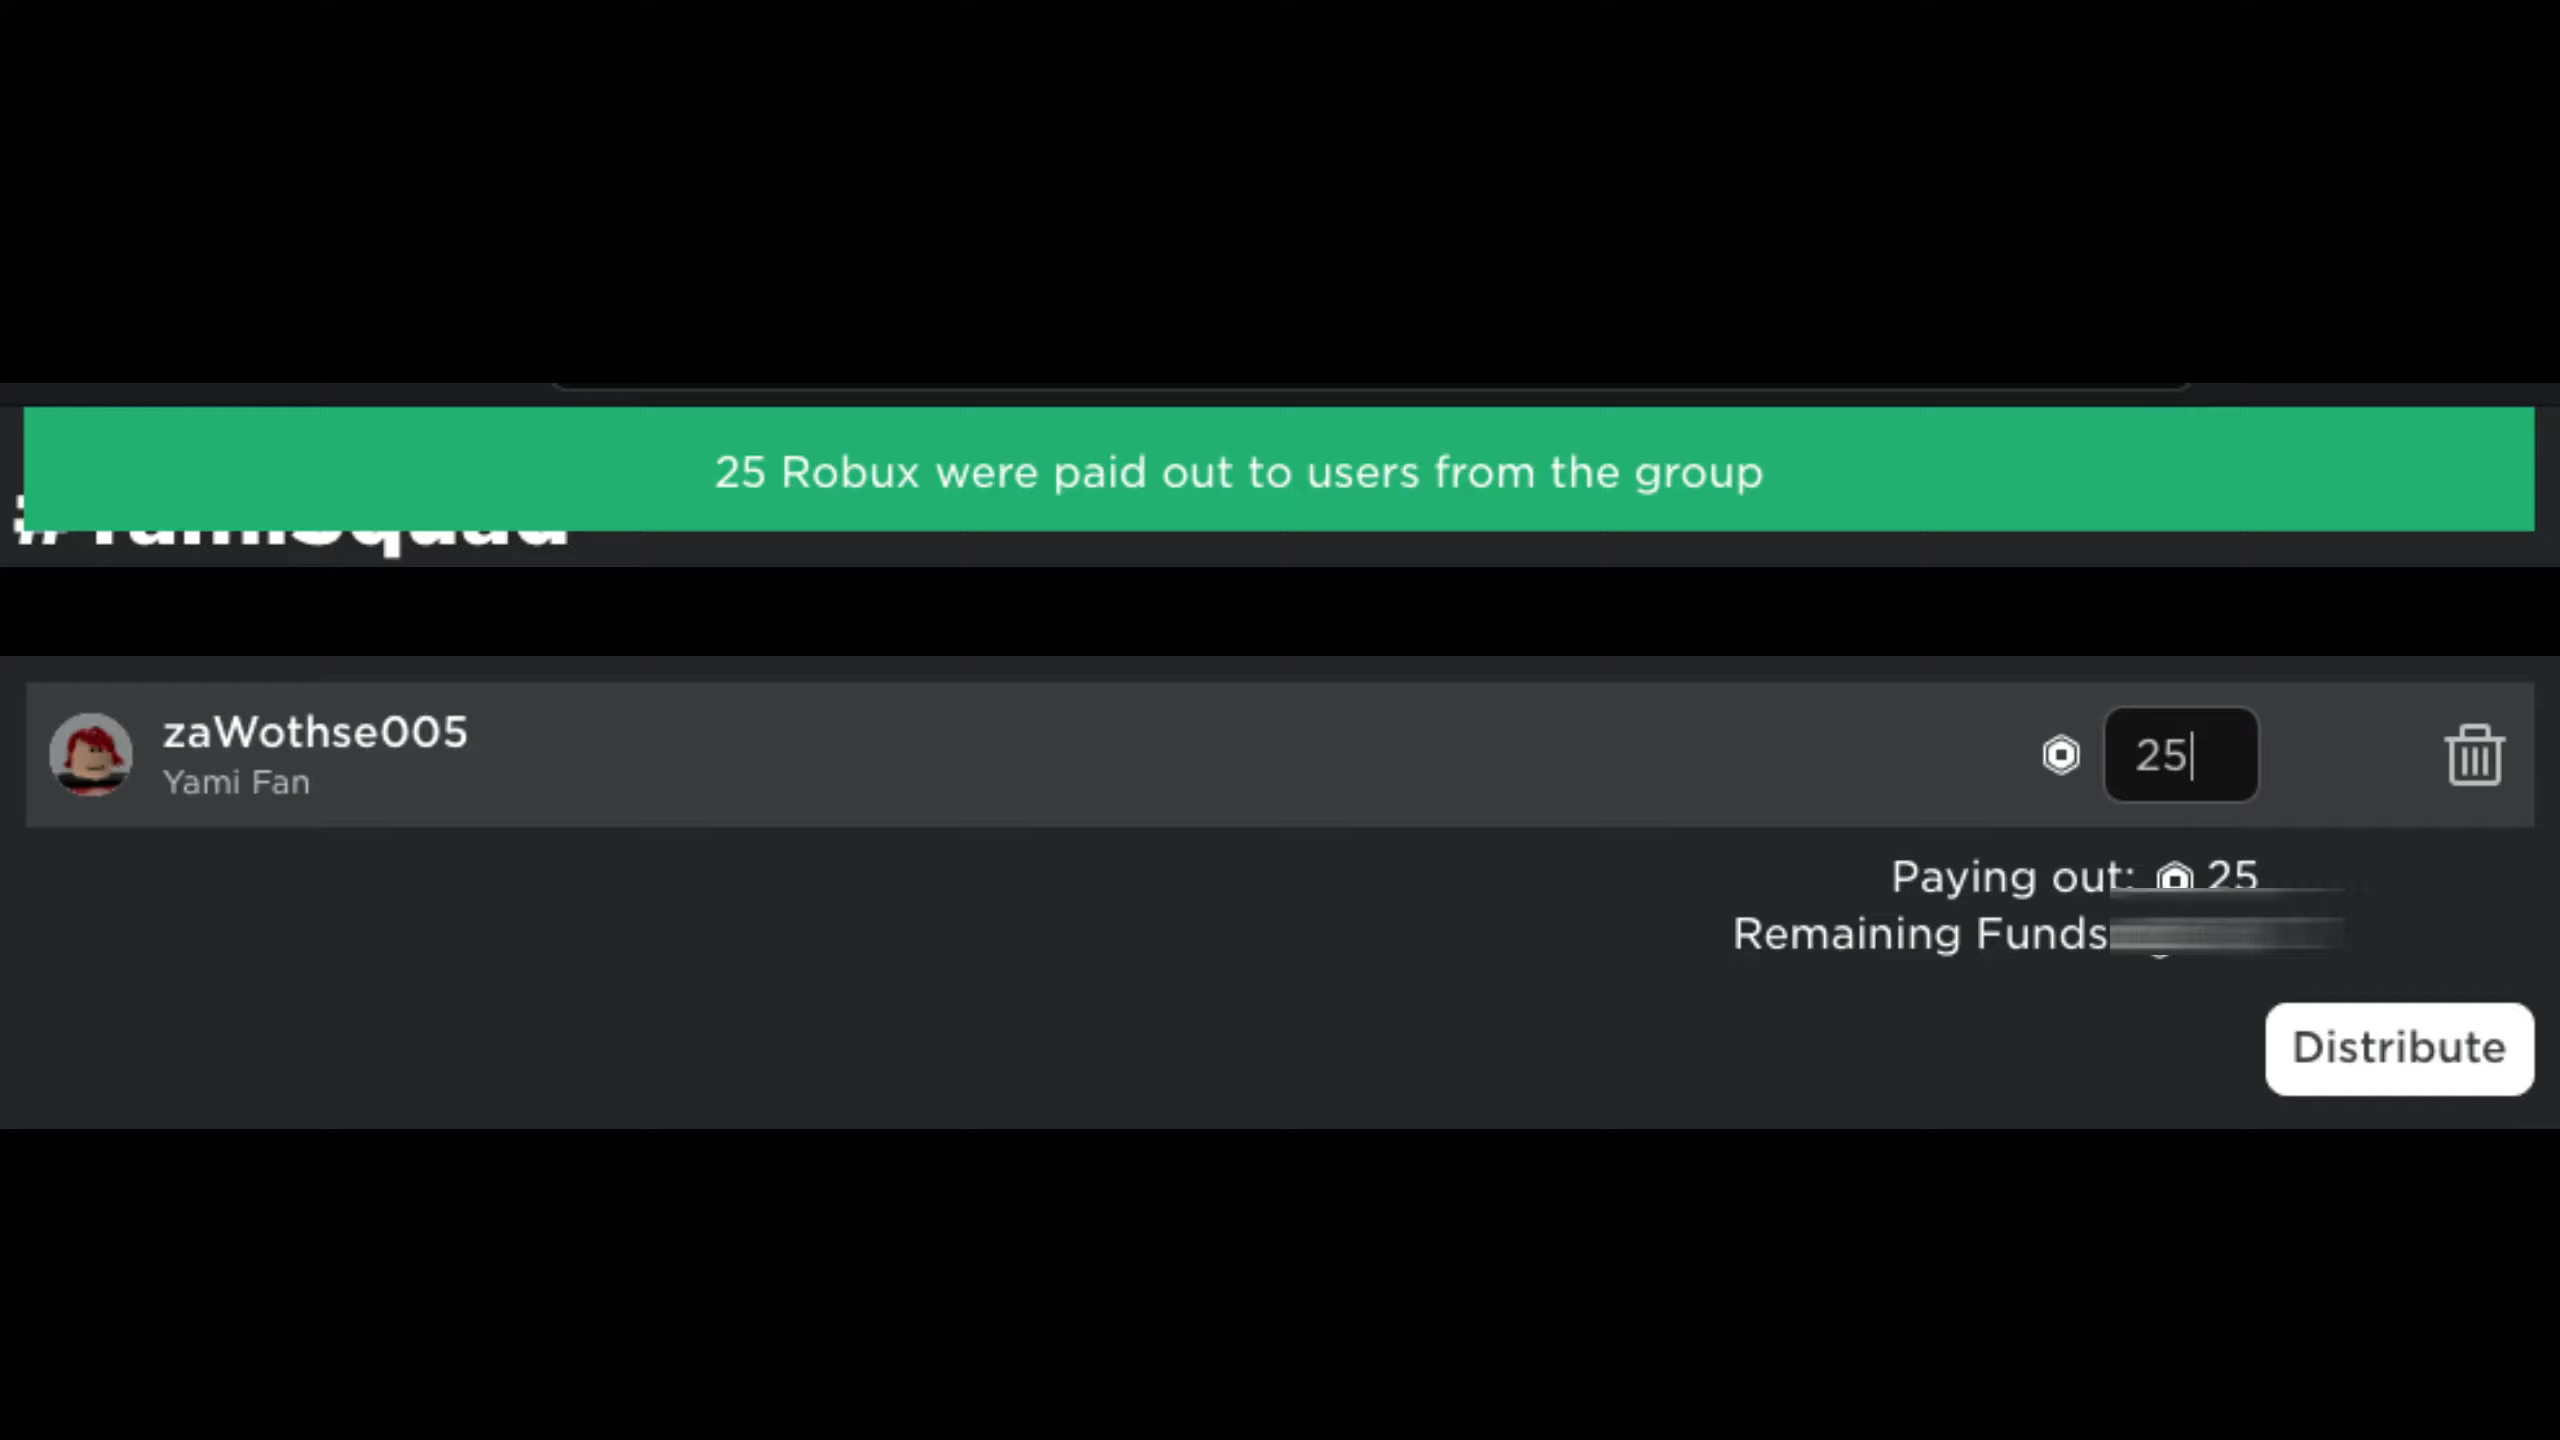 25 Robux were paid out to users from the group
zaWothse005
25
Yami Fan
Paying out: 25
Remaining Funds
Distribute